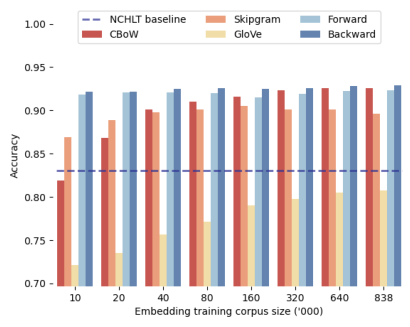 NCHLT baseline
CBoW
Skipgram
GloVe
Forward
Backward
1.00
0.95
0.90
0.85
0.80
0.75
0.70
Accuracy
10 20 40 80 160 320 640 838
Embedding training corpus size ('000)